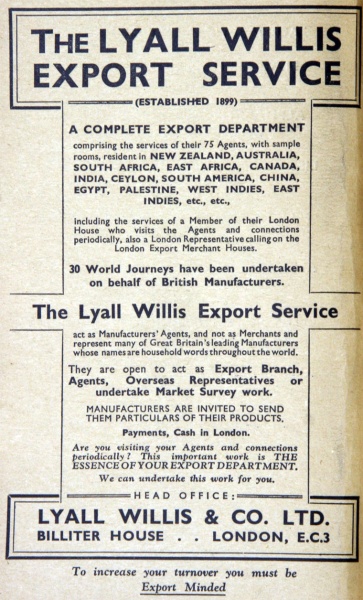 THE LYALL WILLIS
EXPORT SERVICE
(ESTABLISHED 1899)
A COMPLETE EXPORT DEPARTMENT
comprising the services of their 75 Agents, with sample
rooms, resident in NEW ZEALAND, AUSTRALIA,
SOUTH AFRICA, EAST AFRICA, CANADA,
INDIA, CEYLON, SOUTH AMERICA, CHINA,
EGYPT, PALESTINE, WEST INDIES, EAST
INDIES, etc., etc.,
including the services of a Member of their London
House who visits the Agents and connections
periodically, also a London Representative calling on the
London Export Merchant Houses.
30 World Journeys have been undertaken
on behalf of British Manufacturers.
The Lyall Willis Export Service
act as Manufacturers' Agents, and not as Merchants and
represent many of Great Britain's leading Manufacturers
whose names are household words throughout the world.
They are open to act as Export Branch,
Agents, Overseas Representatives or
undertake Market Survey work.
MANUFACTURERS ARE INVITED TO SEND
THEM PARTICULARS OF THEIR PRODUCTS.
Payments, Cash in London.
Are you visiting your Agents and connections
periodically? This important work is THE
ESSENCE OF YOUR EXPORT DEPARTMENT.
We can undertake this work for you.
HEAD OFFICE:
LYALL WILLIS & CO. LTD.
BILLITER HOUSE . . LONDON, E.C.3
To increase your turnover you must be
Export Minded